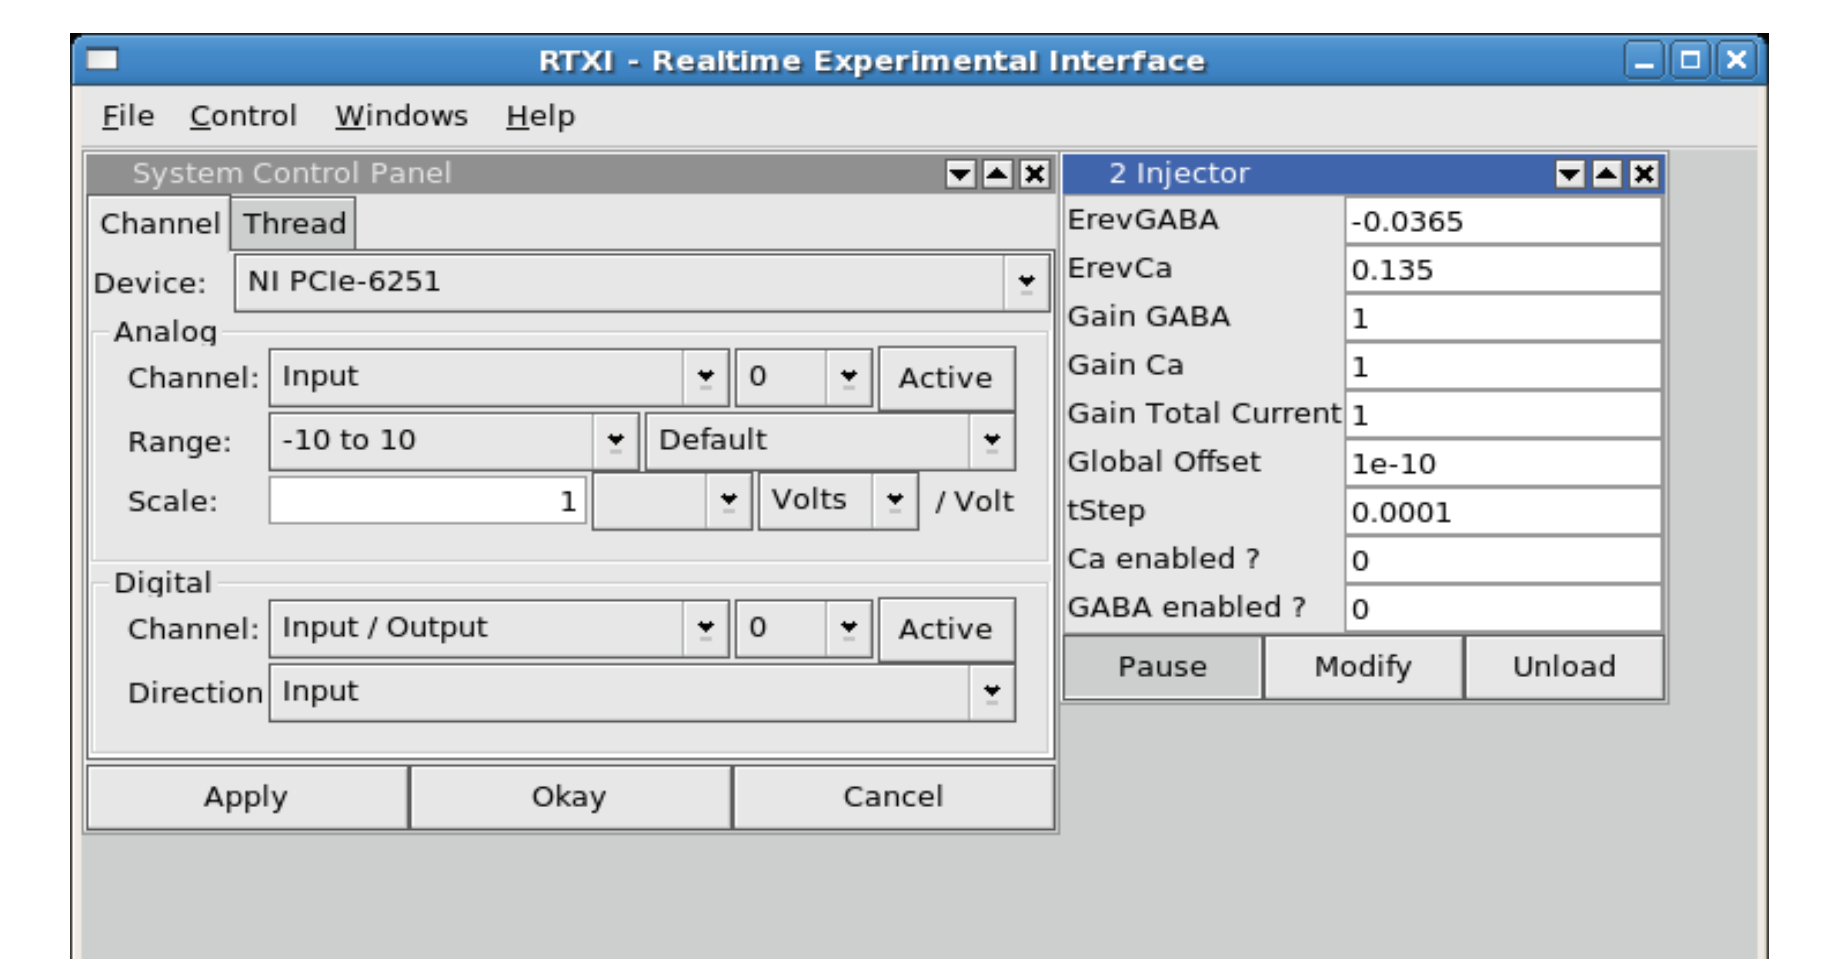 RTXI - Realtime Experimental Interface
File Control Windows Help
System Control Panel
Channel Thread
Device: NI PCIe-6251
Analog
Channel: Input 0 Active
Range: -10 to 10 Default
Scale: 1 Volts / Volt
Digital
Channel: Input / Output 0 Active
Direction Input
Apply Okay Cancel
2 Injector
ErevGABA -0.0365
ErevCa 0.135
Gain GABA 1
Gain Ca 1
Gain Total Current 1
Global Offset 1e-10
tStep 0.0001
Ca enabled ? 0
GABA enabled ? 0
Pause Modify Unload